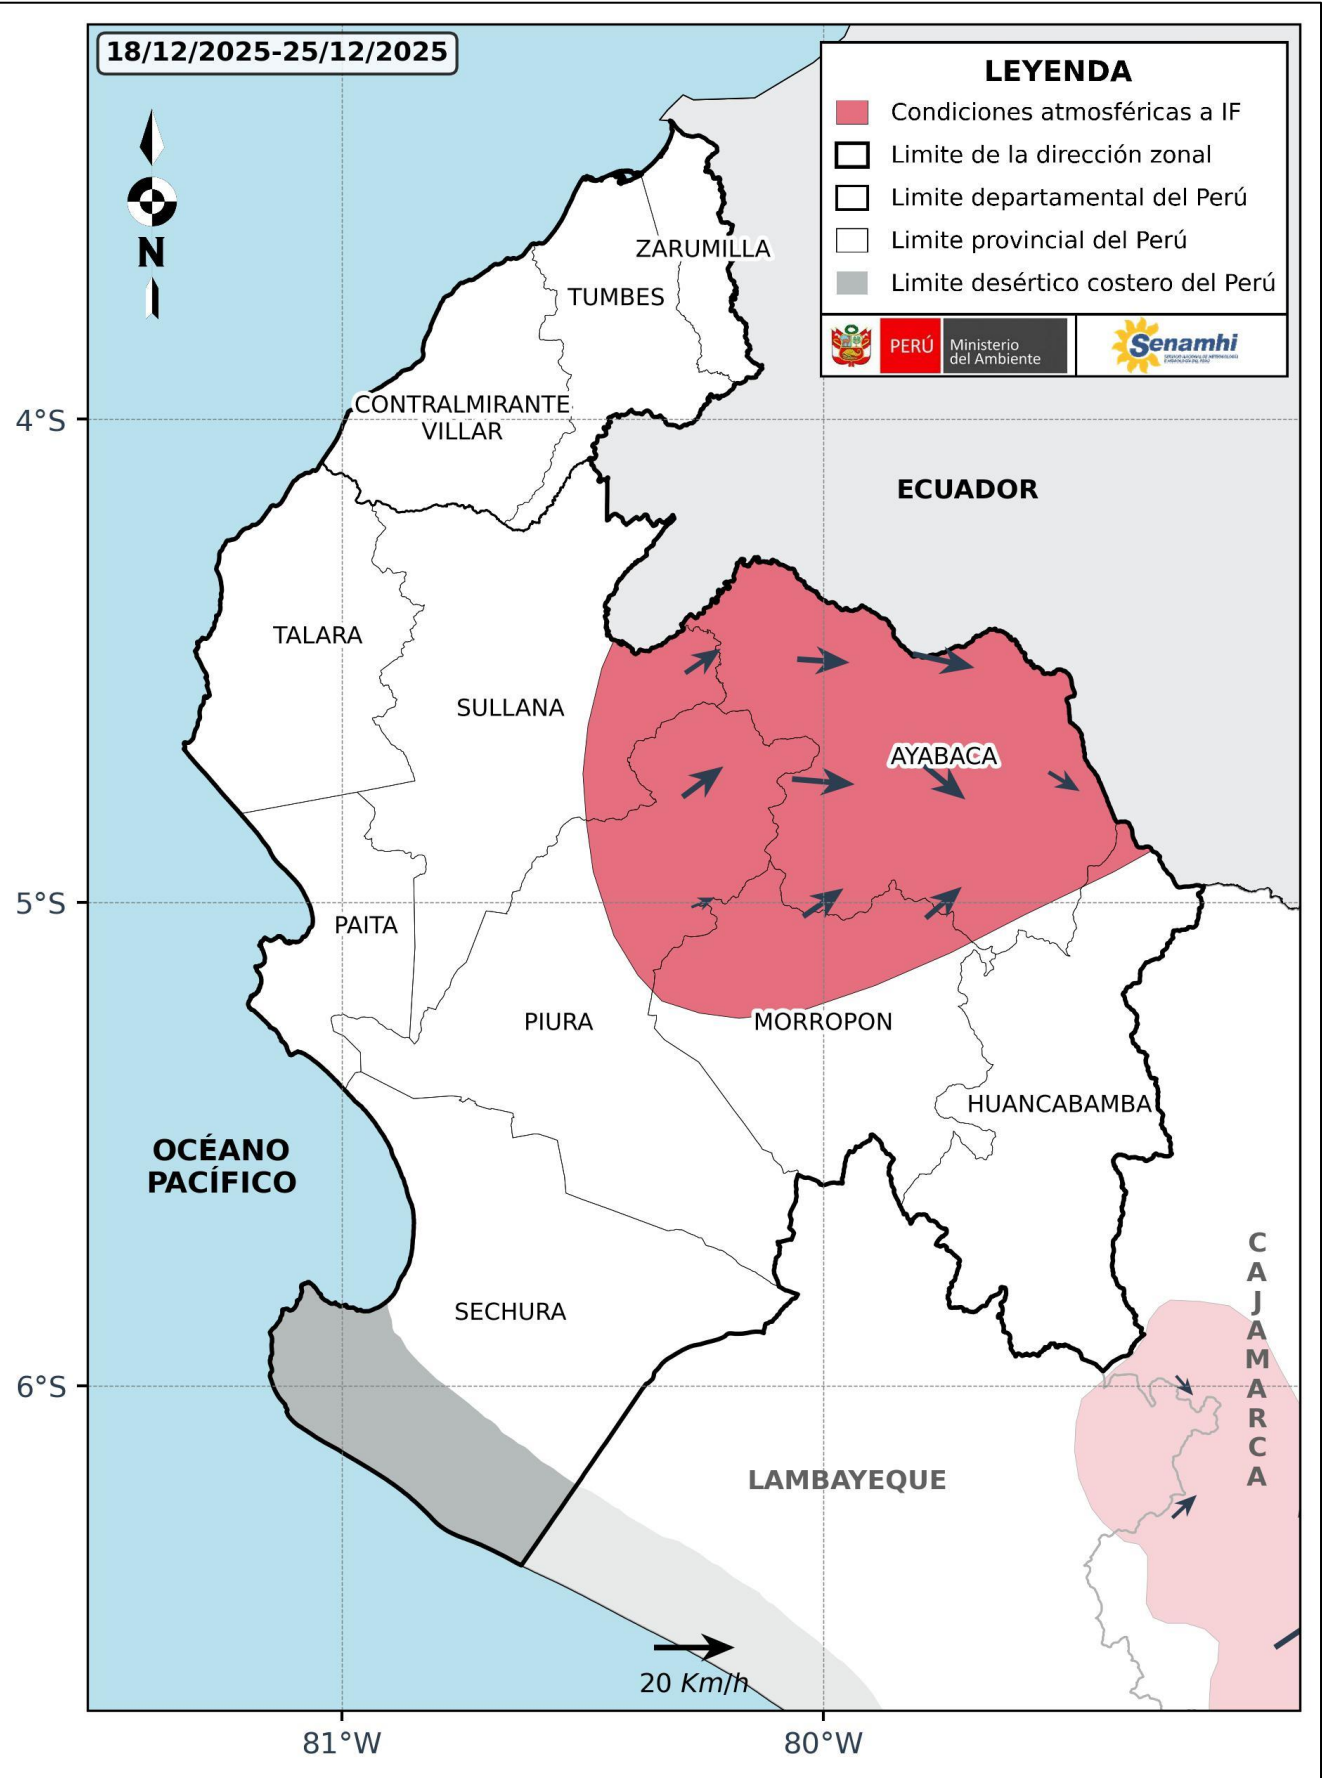 18/12/2025-25/12/2025
LEYENDA
Condiciones atmosféricas a IF
Limite de la dirección zonal
Limite departamental del Perú
Limite provincial del Perú
Limite desértico costero del Perú
PERÚ
Ministerio
del Ambiente
Senamhi
N
ZARUMILLA
TUMBES
CONTRALMIRANTE
VILLAR
4°S
ECUADOR
TALARA
SULLANA
AYABACA
5°S
PAITA
PIURA
MORROPON
HUANCABAMBA
OCÉANO
PACÍFICO
SECHURA
C
A
J
A
M
A
R
C
A
6°S
LAMBAYEQUE
20 Km/h
81°W
80°W